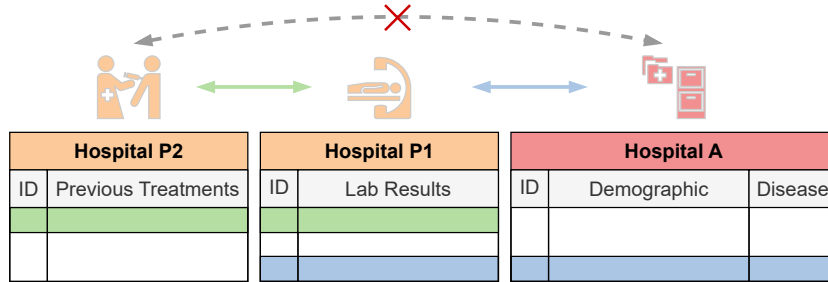 Hospital P2
ID Previous Treatments
Hospital P1
ID Lab Results
Hospital A
ID Demographic Disease